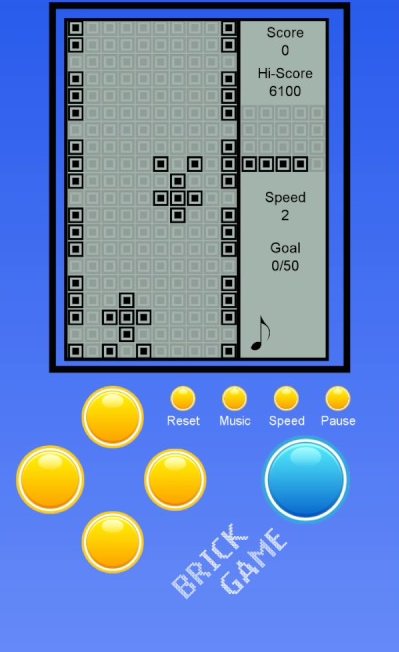 Score
0
Hi-Score
6100
Speed
2
Goal
0/50
Reset Music Speed Pause
BRICK
GAME